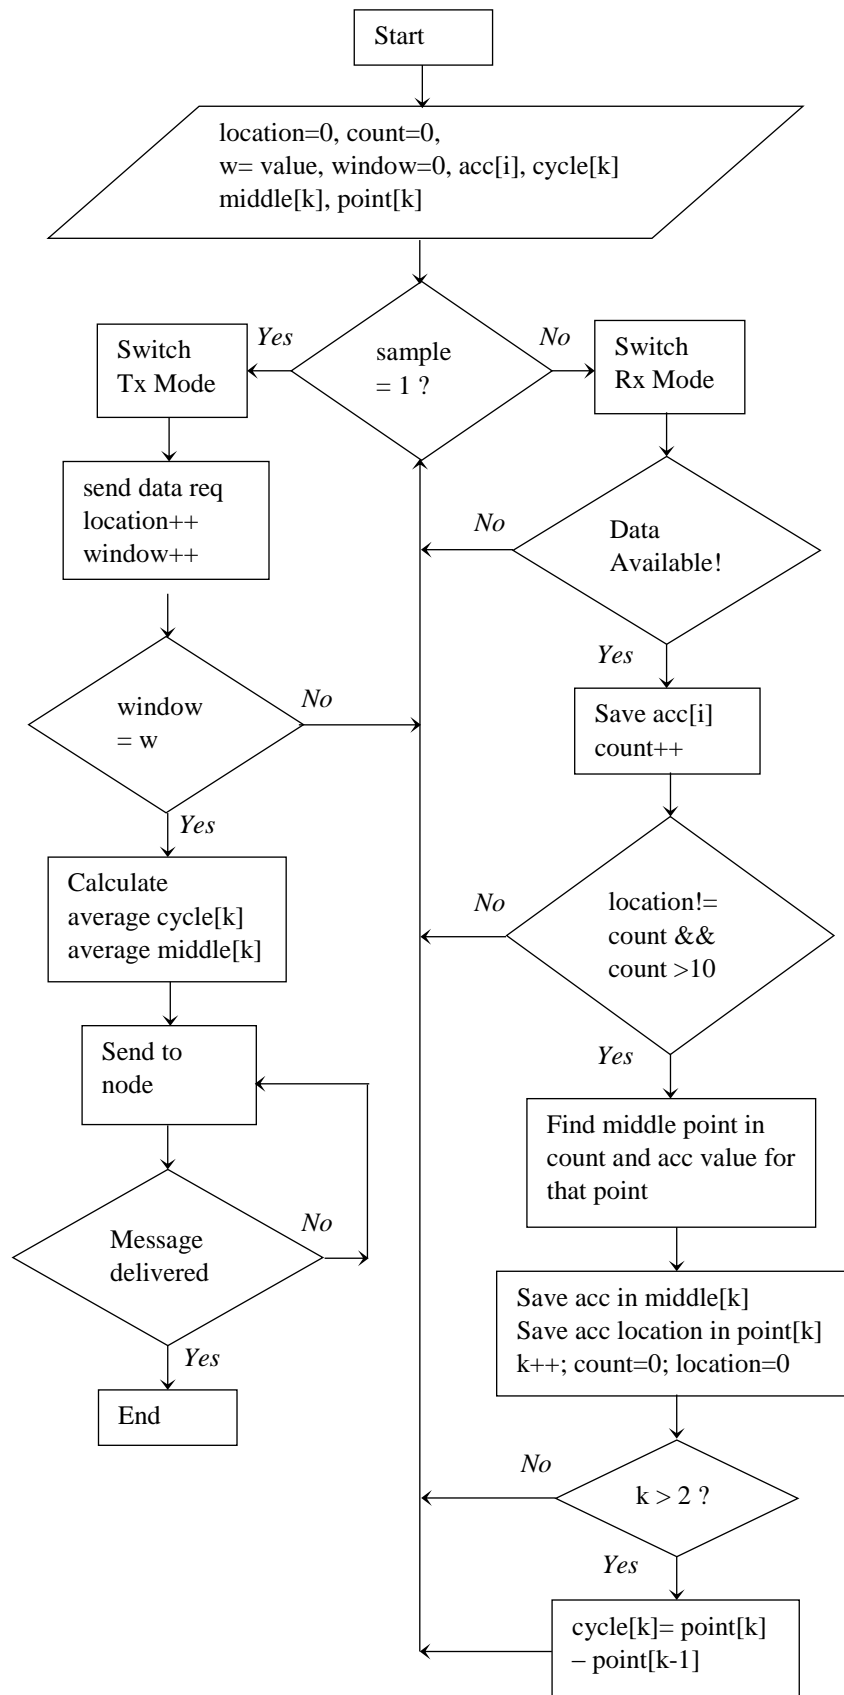 Start
location=0, count=0,
w= value, window=0, acc[i], cycle[k]
middle[k], point[k]
sample
= 1 ?
Yes
No
Switch
Tx Mode
send data req
location++
window++
window
= w
No
Yes
Calculate
average cycle[k]
average middle[k]
Send to
node
Message
delivered
No
Yes
End
Switch
Rx Mode
Data
Available!
No
Yes
Save acc[i]
count++
location!=
count &&
count >10
No
Yes
Find middle point in
count and acc value for
that point
Save acc in middle[k]
Save acc location in point[k]
k++; count=0; location=0
k > 2 ?
No
Yes
cycle[k]= point[k]
– point[k-1]